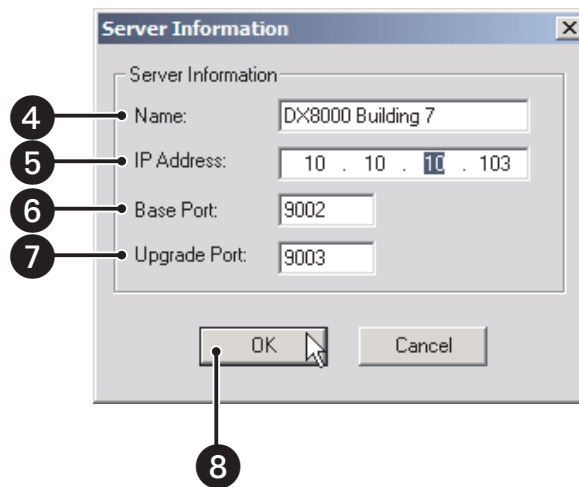 Server Information
Server Information
4 Name: DX8000 Building 7
5 IP Address: 10 . 10 . 10 . 103
6 Base Port: 9002
7 Upgrade Port: 9003
OK Cancel
8